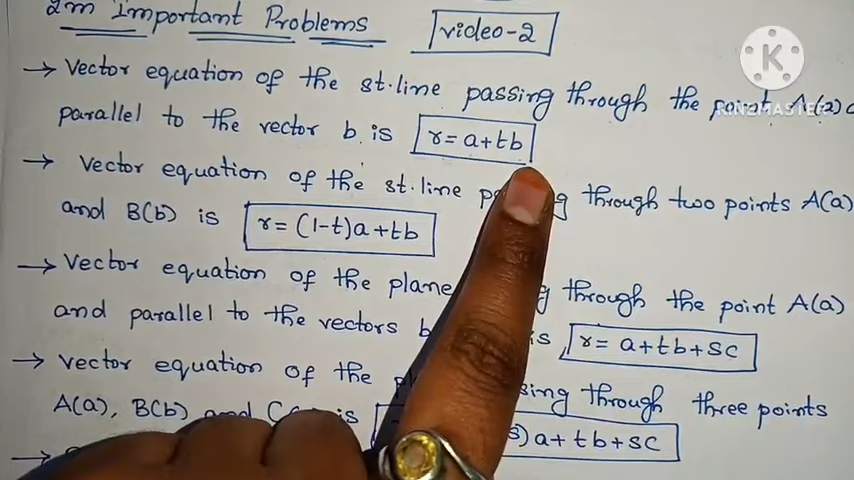 2m Important Problems video-2
K
KINEMASTER
→ Vector equation of the st.line passing through the point A(a)
parallel to the vector b is r=a+tb
→ Vector equation of the st.line through two points A(a)
and B(b) is r=(1-t)a+tb
→ Vector equation of the plane through the point A(a)
and parallel to the vectors is r= a+tb+sc
→ Vector equation of the through three points
A(a), B(b) and is )a+tb+sc